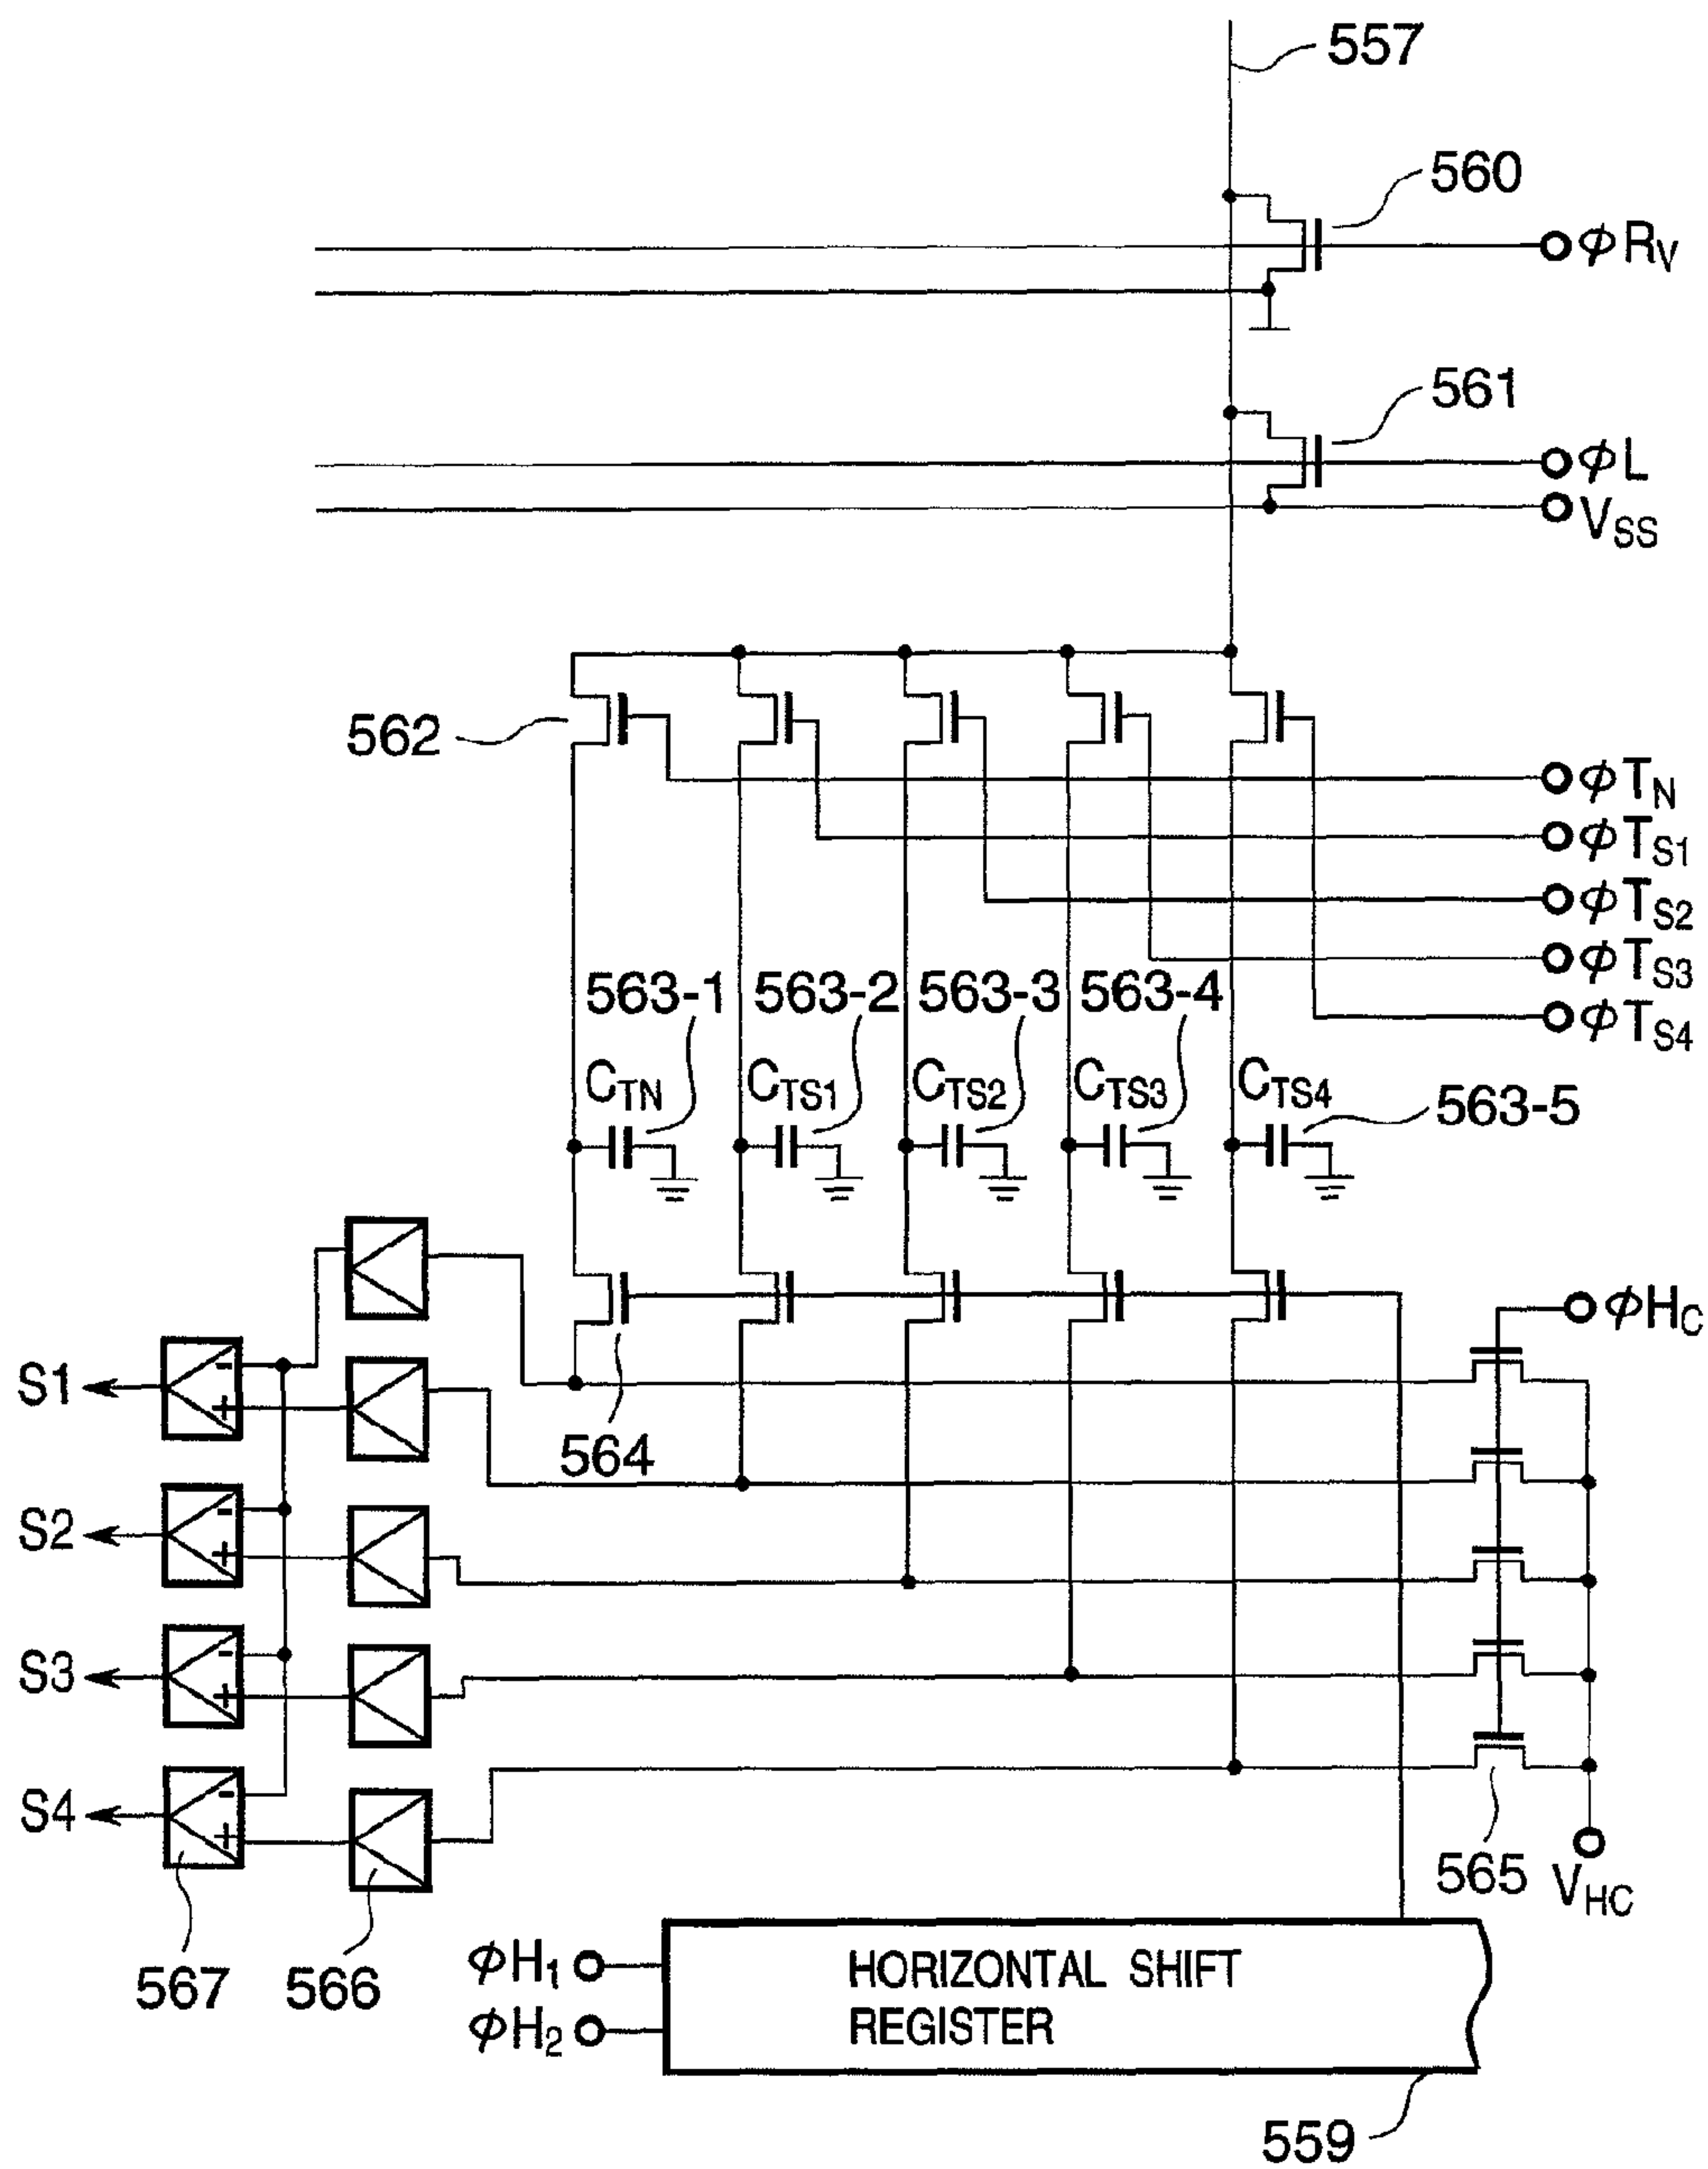 557
560
ϕRV
561
ϕL
VSS
562
ϕTN
ϕTS1
ϕTS2
ϕTS3
ϕTS4
563-1 563-2 563-3 563-4
CTN CTS1 CTS2 CTS3 CTS4
563-5
ϕHC
- + S1
564
- + S2
- + S3
- + S4
565
VHC
567 566
ϕH1
HORIZONTAL SHIFT
REGISTER
ϕH2
559